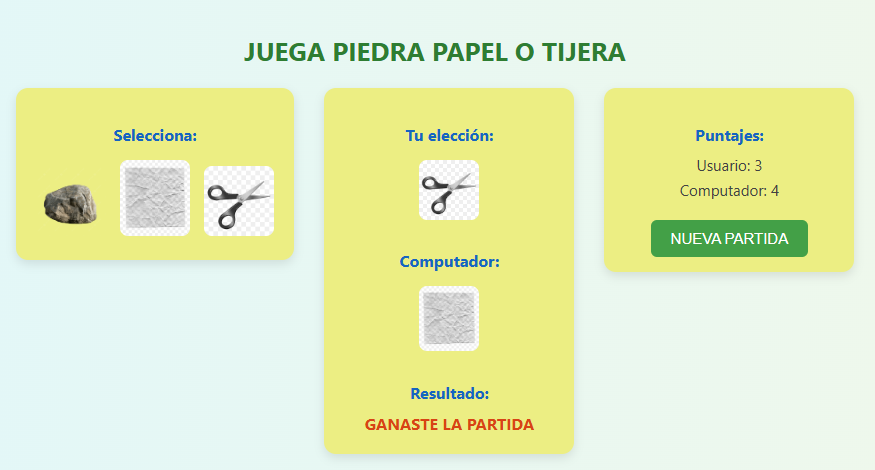 JUEGA PIEDRA PAPEL O TIJERA
Selecciona:
Tu elección:
Computador:
Resultado:
GANASTE LA PARTIDA
Puntajes:
Usuario: 3
Computador: 4
NUEVA PARTIDA